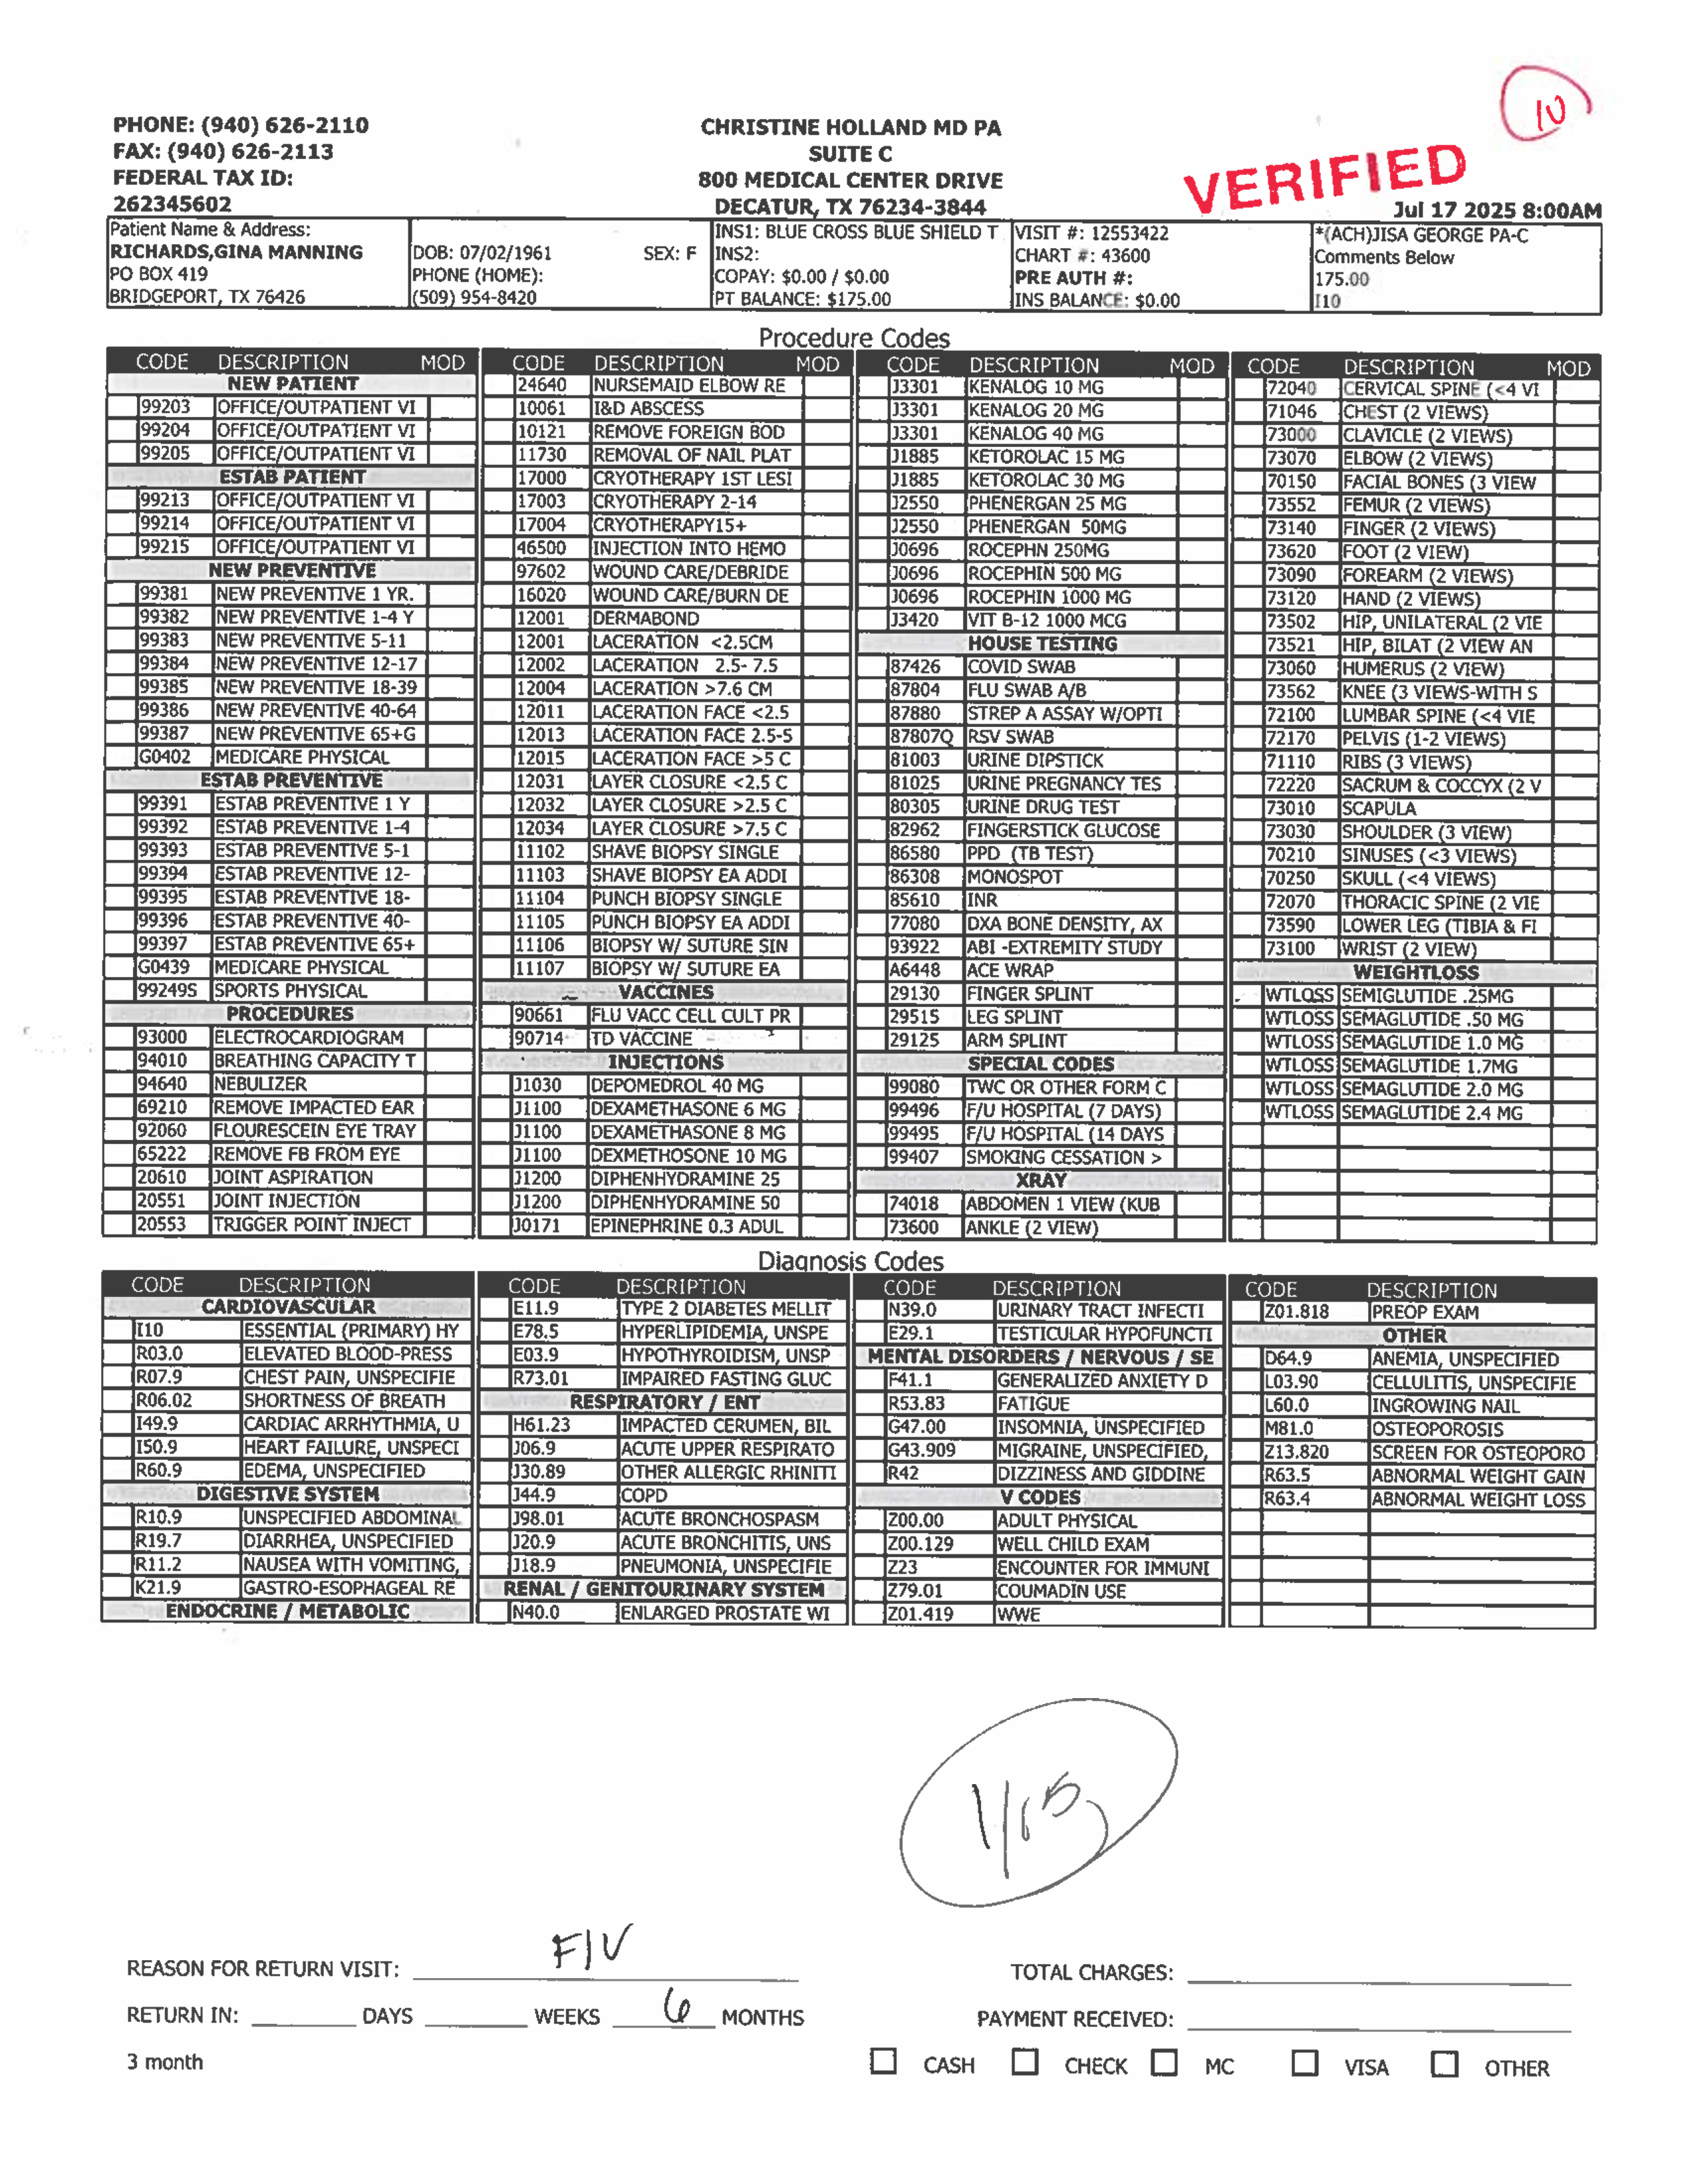 10
PHONE: (940) 626-2110
FAX: (940) 626-2113
FEDERAL TAX ID:
262345602
CHRISTINE HOLLAND MD PA
SUITE C
800 MEDICAL CENTER DRIVE
DECATUR, TX 76234-3844
VERIFIED
Jul 17 2025 8:00AM
Patient Name & Address:
RICHARDS,GINA MANNING
PO BOX 419
BRIDGEPORT, TX 76426
DOB: 07/02/1961 SEX: F
PHONE (HOME):
(509) 954-8420
INS1: BLUE CROSS BLUE SHIELD T
INS2:
COPAY: $0.00 / $0.00
PT BALANCE: $175.00
VISIT #: 12553422
CHART #: 43600
PRE AUTH #:
INS BALANCE: $0.00
*(ACH)JISA GEORGE PA-C
Comments Below
175.00
I10
Procedure Codes
CODE DESCRIPTION MOD
NEW PATIENT
99203 OFFICE/OUTPATIENT VI
99204 OFFICE/OUTPATIENT VI
99205 OFFICE/OUTPATIENT VI
ESTAB PATIENT
99213 OFFICE/OUTPATIENT VI
99214 OFFICE/OUTPATIENT VI
99215 OFFICE/OUTPATIENT VI
NEW PREVENTIVE
99381 NEW PREVENTIVE 1 YR.
99382 NEW PREVENTIVE 1-4 Y
99383 NEW PREVENTIVE 5-11
99384 NEW PREVENTIVE 12-17
99385 NEW PREVENTIVE 18-39
99386 NEW PREVENTIVE 40-64
99387 NEW PREVENTIVE 65+G
G0402 MEDICARE PHYSICAL
ESTAB PREVENTIVE
99391 ESTAB PREVENTIVE 1 Y
99392 ESTAB PREVENTIVE 1-4
99393 ESTAB PREVENTIVE 5-1
99394 ESTAB PREVENTIVE 12-
99395 ESTAB PREVENTIVE 18-
99396 ESTAB PREVENTIVE 40-
99397 ESTAB PREVENTIVE 65+
G0439 MEDICARE PHYSICAL
99249S SPORTS PHYSICAL
PROCEDURES
93000 ELECTROCARDIOGRAM
94010 BREATHING CAPACITY T
94640 NEBULIZER
69210 REMOVE IMPACTED EAR
92060 FLOURESCEIN EYE TRAY
65222 REMOVE FB FROM EYE
20610 JOINT ASPIRATION
20551 JOINT INJECTION
20553 TRIGGER POINT INJECT
CODE DESCRIPTION MOD
24640 NURSEMAID ELBOW RE
10061 I&D ABSCESS
10121 REMOVE FOREIGN BOD
11730 REMOVAL OF NAIL PLAT
17000 CRYOTHERAPY 1ST LESI
17003 CRYOTHERAPY 2-14
17004 CRYOTHERAPY15+
46500 INJECTION INTO HEMO
97602 WOUND CARE/DEBRIDE
16020 WOUND CARE/BURN DE
12001 DERMABOND
12001 LACERATION <2.5CM
12002 LACERATION 2.5- 7.5
12004 LACERATION >7.6 CM
12011 LACERATION FACE <2.5
12013 LACERATION FACE 2.5-5
12015 LACERATION FACE >5 C
12031 LAYER CLOSURE <2.5 C
12032 LAYER CLOSURE >2.5 C
12034 LAYER CLOSURE >7.5 C
11102 SHAVE BIOPSY SINGLE
11103 SHAVE BIOPSY EA ADDI
11104 PUNCH BIOPSY SINGLE
11105 PUNCH BIOPSY EA ADDI
11106 BIOPSY W/ SUTURE SIN
11107 BIOPSY W/ SUTURE EA
VACCINES
90661 FLU VACC CELL CULT PR
90714 TD VACCINE
INJECTIONS
J1030 DEPOMEDROL 40 MG
J1100 DEXAMETHASONE 6 MG
J1100 DEXAMETHASONE 8 MG
J1100 DEXMETHOSONE 10 MG
J1200 DIPHENHYDRAMINE 25
J1200 DIPHENHYDRAMINE 50
J0171 EPINEPHRINE 0.3 ADUL
CODE DESCRIPTION MOD
J3301 KENALOG 10 MG
J3301 KENALOG 20 MG
J3301 KENALOG 40 MG
J1885 KETOROLAC 15 MG
J1885 KETOROLAC 30 MG
J2550 PHENERGAN 25 MG
J2550 PHENERGAN 50MG
J0696 ROCEPHN 250MG
J0696 ROCEPHIN 500 MG
J0696 ROCEPHIN 1000 MG
J3420 VIT B-12 1000 MCG
HOUSE TESTING
87426 COVID SWAB
87804 FLU SWAB A/B
87880 STREP A ASSAY W/OPTI
87807Q RSV SWAB
81003 URINE DIPSTICK
81025 URINE PREGNANCY TES
80305 URINE DRUG TEST
82962 FINGERSTICK GLUCOSE
86580 PPD (TB TEST)
86308 MONOSPOT
85610 INR
77080 DXA BONE DENSITY, AX
93922 ABI -EXTREMITY STUDY
A6448 ACE WRAP
29130 FINGER SPLINT
29515 LEG SPLINT
29125 ARM SPLINT
SPECIAL CODES
99080 TWC OR OTHER FORM C
99496 F/U HOSPITAL (7 DAYS)
99495 F/U HOSPITAL (14 DAYS
99407 SMOKING CESSATION >
XRAY
74018 ABDOMEN 1 VIEW (KUB
73600 ANKLE (2 VIEW)
CODE DESCRIPTION MOD
72040 CERVICAL SPINE (<4 VI
71046 CHEST (2 VIEWS)
73000 CLAVICLE (2 VIEWS)
73070 ELBOW (2 VIEWS)
70150 FACIAL BONES (3 VIEW
73552 FEMUR (2 VIEWS)
73140 FINGER (2 VIEWS)
73620 FOOT (2 VIEW)
73090 FOREARM (2 VIEWS)
73120 HAND (2 VIEWS)
73502 HIP, UNILATERAL (2 VIE
73521 HIP, BILAT (2 VIEW AN
73060 HUMERUS (2 VIEW)
73562 KNEE (3 VIEWS-WITH S
72100 LUMBAR SPINE (<4 VIE
72170 PELVIS (1-2 VIEWS)
71110 RIBS (3 VIEWS)
72220 SACRUM & COCCYX (2 V
73010 SCAPULA
73030 SHOULDER (3 VIEW)
70210 SINUSES (<3 VIEWS)
70250 SKULL (<4 VIEWS)
72070 THORACIC SPINE (2 VIE
73590 LOWER LEG (TIBIA & FI
73100 WRIST (2 VIEW)
WEIGHTLOSS
WTLOSS SEMIGLUTIDE .25MG
WTLOSS SEMAGLUTIDE .50 MG
WTLOSS SEMAGLUTIDE 1.0 MG
WTLOSS SEMAGLUTIDE 1.7MG
WTLOSS SEMAGLUTIDE 2.0 MG
WTLOSS SEMAGLUTIDE 2.4 MG
Diagnosis Codes
CODE DESCRIPTION
CARDIOVASCULAR
I10 ESSENTIAL (PRIMARY) HY
R03.0 ELEVATED BLOOD-PRESS
R07.9 CHEST PAIN, UNSPECIFIE
R06.02 SHORTNESS OF BREATH
I49.9 CARDIAC ARRHYTHMIA, U
I50.9 HEART FAILURE, UNSPECI
R60.9 EDEMA, UNSPECIFIED
DIGESTIVE SYSTEM
R10.9 UNSPECIFIED ABDOMINAL
R19.7 DIARRHEA, UNSPECIFIED
R11.2 NAUSEA WITH VOMITING,
K21.9 GASTRO-ESOPHAGEAL RE
ENDOCRINE / METABOLIC
CODE DESCRIPTION
E11.9 TYPE 2 DIABETES MELLIT
E78.5 HYPERLIPIDEMIA, UNSPE
E03.9 HYPOTHYROIDISM, UNSP
R73.01 IMPAIRED FASTING GLUC
RESPIRATORY / ENT
H61.23 IMPACTED CERUMEN, BIL
J06.9 ACUTE UPPER RESPIRATO
J30.89 OTHER ALLERGIC RHINITI
J44.9 COPD
J98.01 ACUTE BRONCHOSPASM
J20.9 ACUTE BRONCHITIS, UNS
J18.9 PNEUMONIA, UNSPECIFIE
RENAL / GENITOURINARY SYSTEM
N40.0 ENLARGED PROSTATE WI
CODE DESCRIPTION
N39.0 URINARY TRACT INFECTI
E29.1 TESTICULAR HYPOFUNCTI
MENTAL DISORDERS / NERVOUS / SE
F41.1 GENERALIZED ANXIETY D
R53.83 FATIGUE
G47.00 INSOMNIA, UNSPECIFIED
G43.909 MIGRAINE, UNSPECIFIED,
R42 DIZZINESS AND GIDDINE
V CODES
Z00.00 ADULT PHYSICAL
Z00.129 WELL CHILD EXAM
Z23 ENCOUNTER FOR IMMUNI
Z79.01 COUMADIN USE
Z01.419 WWE
CODE DESCRIPTION
Z01.818 PREOP EXAM
OTHER
D64.9 ANEMIA, UNSPECIFIED
L03.90 CELLULITIS, UNSPECIFIE
L60.0 INGROWING NAIL
M81.0 OSTEOPOROSIS
Z13.820 SCREEN FOR OSTEOPORO
R63.5 ABNORMAL WEIGHT GAIN
R63.4 ABNORMAL WEIGHT LOSS
1/15
REASON FOR RETURN VISIT: F/U
RETURN IN: DAYS WEEKS 6 MONTHS
3 month
TOTAL CHARGES:
PAYMENT RECEIVED:
CASH CHECK MC VISA OTHER